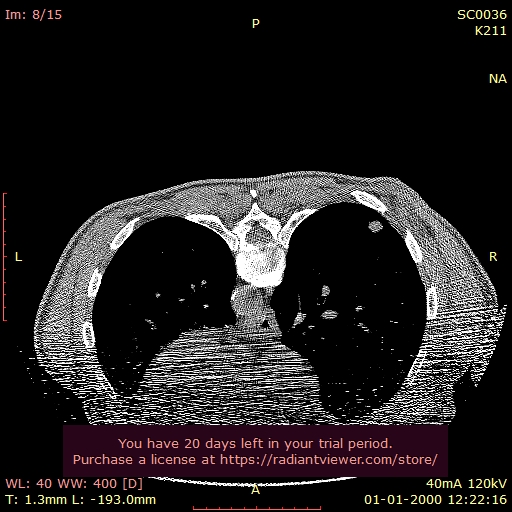 Im: 8/15
P
SC0036
K211
NA
L
R
You have 20 days left in your trial period.
Purchase a license at https://radiantviewer.com/store/
WL: 40 WW: 400 [D]
T: 1.3mm L: -193.0mm
A
40mA 120kV
01-01-2000 12:22:16